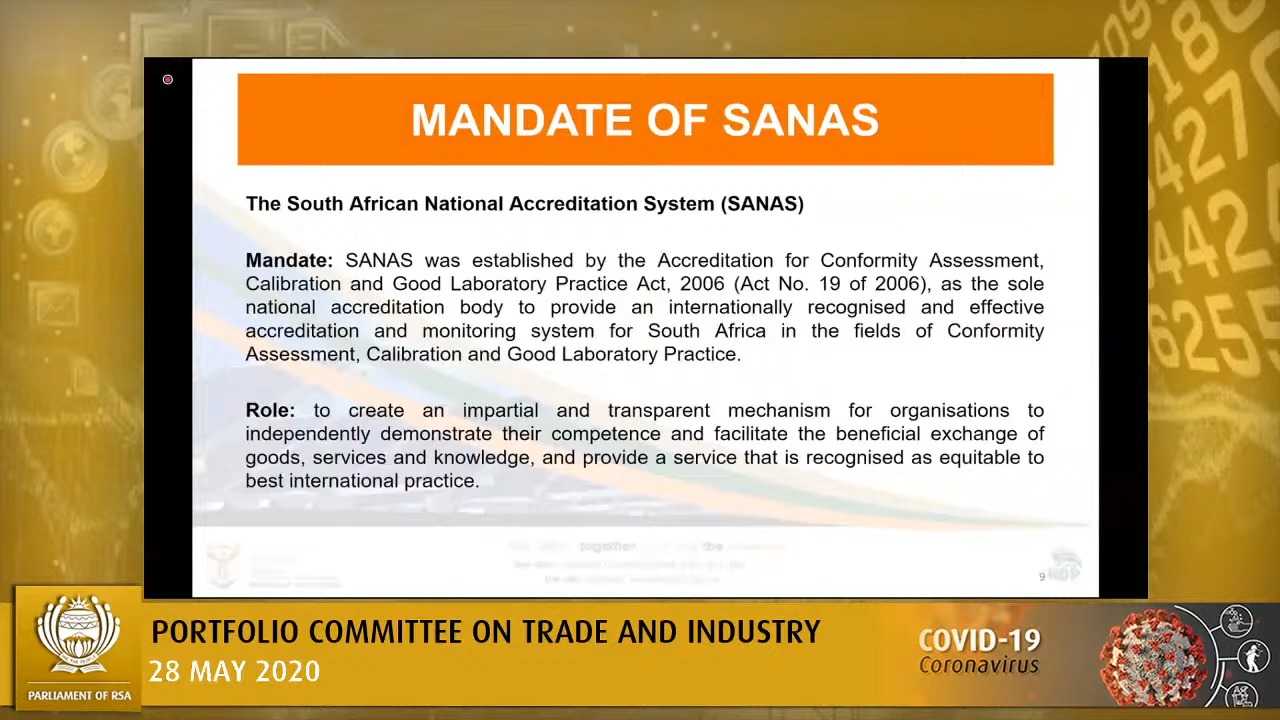 MANDATE OF SANAS
The South African National Accreditation System (SANAS)
Mandate: SANAS was established by the Accreditation for Conformity Assessment,
Calibration and Good Laboratory Practice Act, 2006 (Act No. 19 of 2006), as the sole
national accreditation body to provide an internationally recognised and effective
accreditation and monitoring system for South Africa in the fields of Conformity
Assessment, Calibration and Good Laboratory Practice.
Role: to create an impartial and transparent mechanism for organisations to
independently demonstrate their competence and facilitate the beneficial exchange of
goods, services and knowledge, and provide a service that is recognised as equitable to
best international practice.
together the
9
PARLIAMENT OF RSA
PORTFOLIO COMMITTEE ON TRADE AND INDUSTRY
28 MAY 2020
COVID-19
Coronavirus